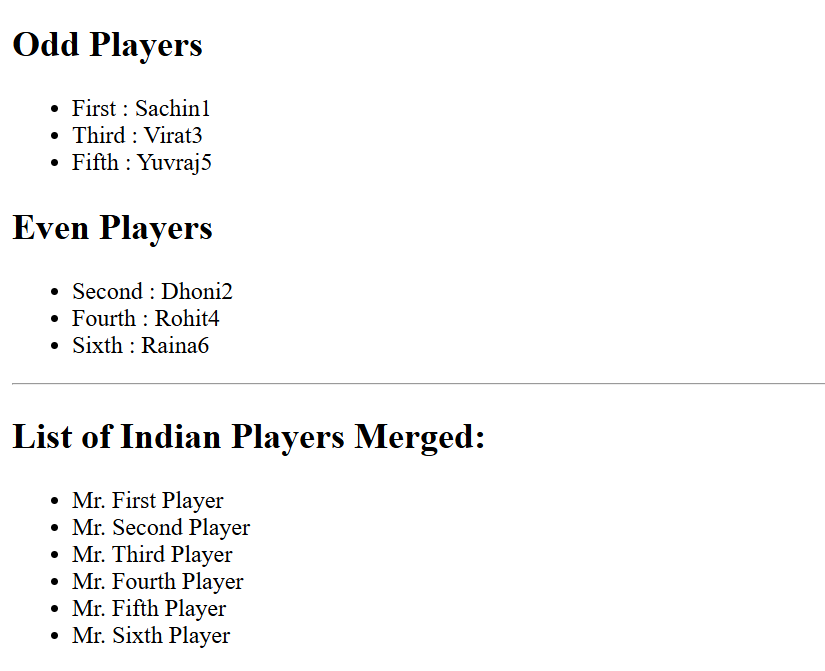 Odd Players
First : Sachin1
Third : Virat3
Fifth : Yuvraj5
Even Players
Second : Dhoni2
Fourth : Rohit4
Sixth : Raina6
List of Indian Players Merged:
Mr. First Player
Mr. Second Player
Mr. Third Player
Mr. Fourth Player
Mr. Fifth Player
Mr. Sixth Player